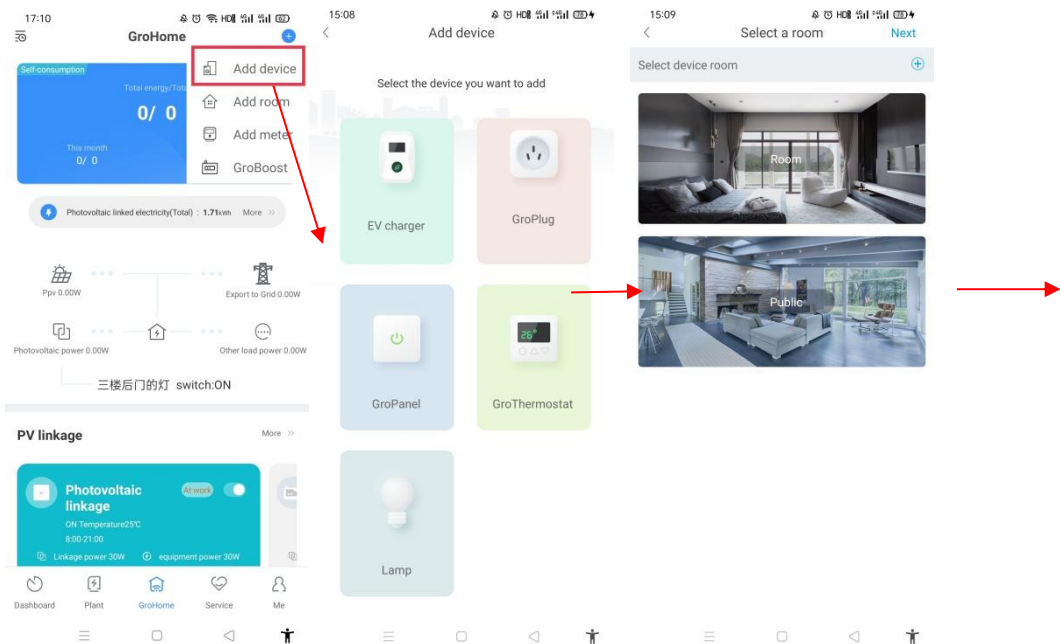 17:10
GroHome
Self-consumption
Total energy/Tota
0/ 0
This month
0/ 0
Add device
Add room
Add meter
GroBoost
Photovoltaic linked electricity(Total) : 1.71kWh More
Ppv 0.00W
Export to Grid 0.00W
Photovoltaic power 0.00W
Other load power 0.00W
三楼后门的灯 switch:ON
PV linkage
More
Photovoltaic linkage
At work
ON Temperature25℃
8:00-21:00
Linkage power 30W
equipment power 30W
Dashboard
Plant
GroHome
Service
Me
15:08
Add device
Select the device you want to add
EV charger
GroPlug
GroPanel
26°
GroThermostat
Lamp
15:09
Select a room
Next
Select device room
Room
Public